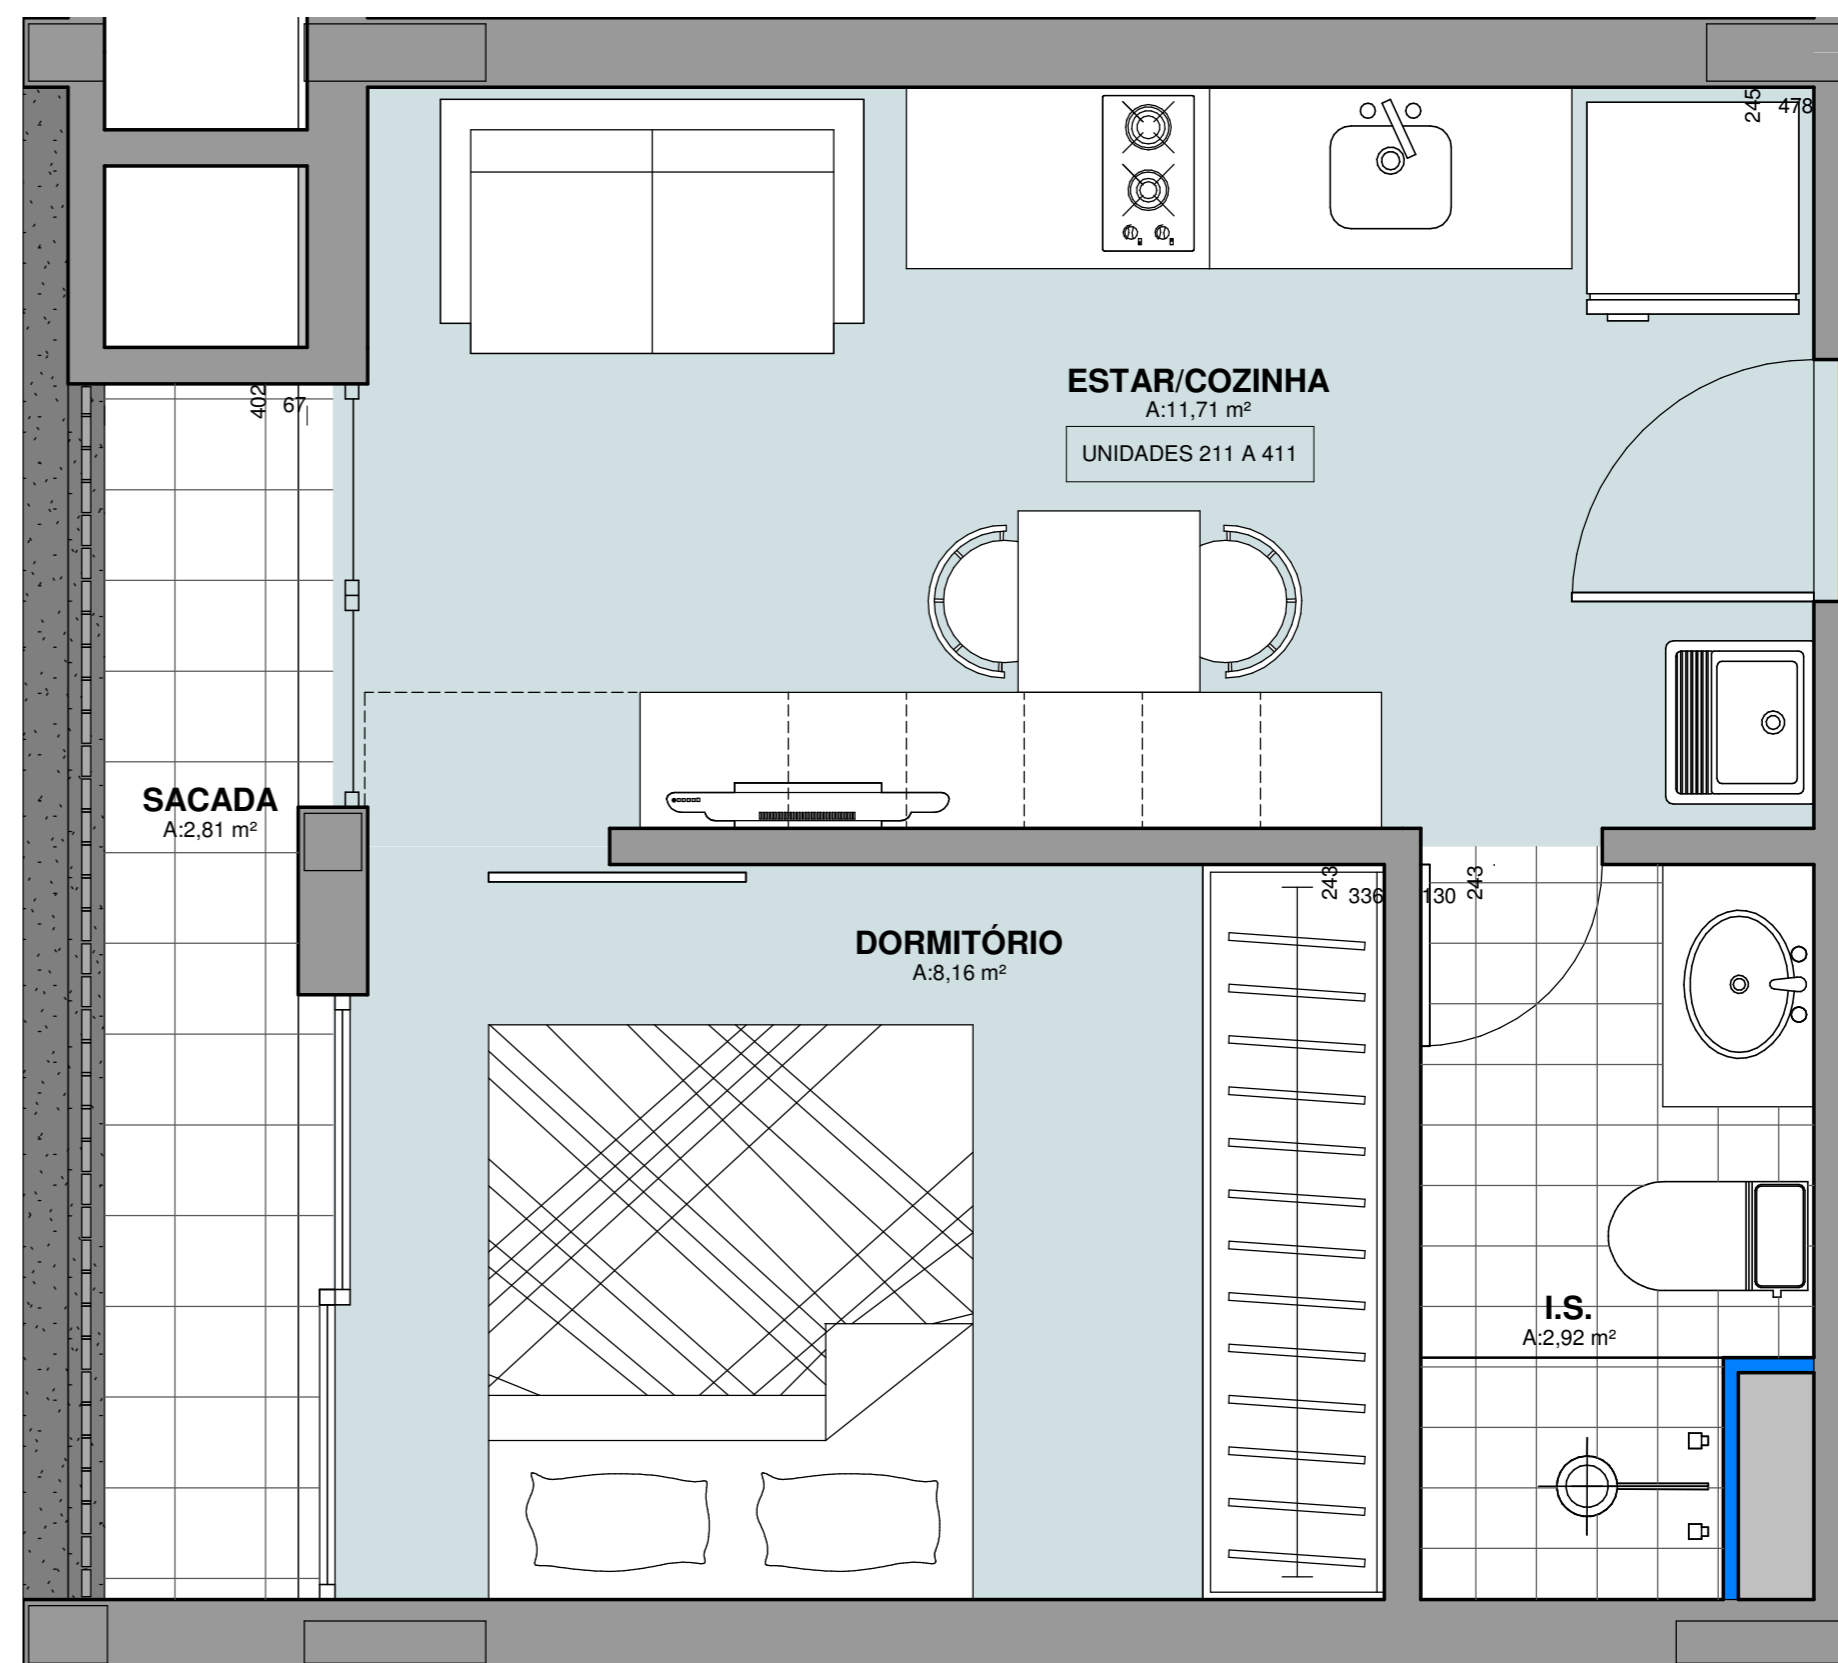 245
478
ESTAR/COZINHA
A:11,71 m²
UNIDADES 211 A 411
402
67
SACADA
A:2,81 m²
243
336
130
243
DORMITÓRIO
A:8,16 m²
I.S.
A:2,92 m²